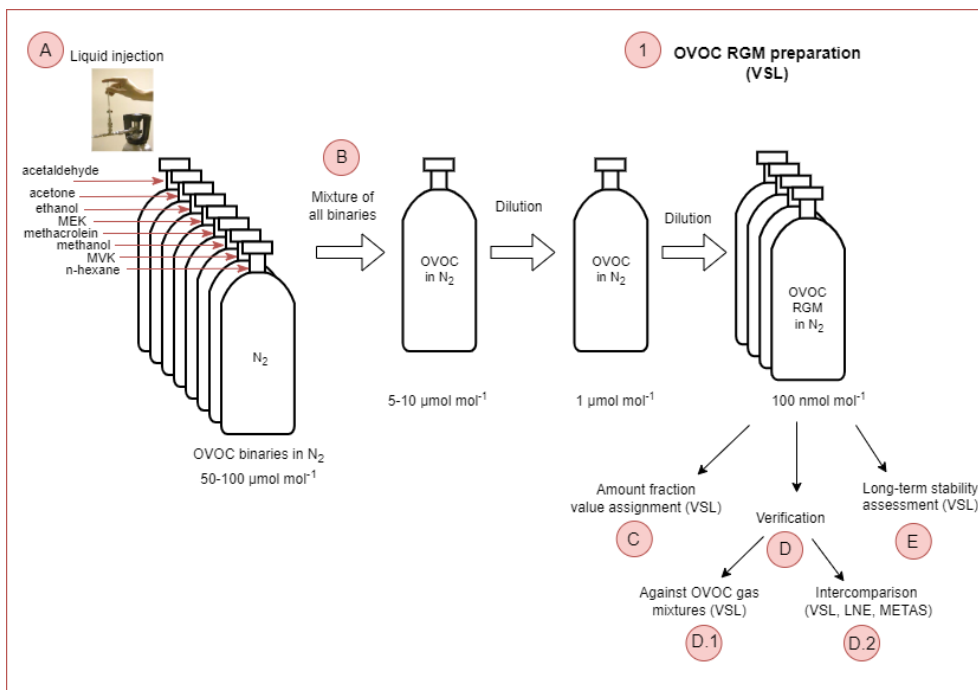 A
Liquid injection
1
OVOC RGM preparation
(VSL)
acetaldehyde
acetone
ethanol
MEK
methacrolein
methanol
MVK
n-hexane
N₂
OVOC binaries in N₂
50-100 µmol mol⁻¹
B
Mixture of
all binaries
OVOC
in N₂
5-10 µmol mol⁻¹
Dilution
OVOC
in N₂
1 µmol mol⁻¹
Dilution
OVOC
RGM
in N₂
100 nmol mol⁻¹
Amount fraction
value assignment (VSL)
C
Verification
D
Long-term stability
assessment (VSL)
E
Against OVOC gas
mixtures (VSL)
D.1
Intercomparison
(VSL, LNE, METAS)
D.2